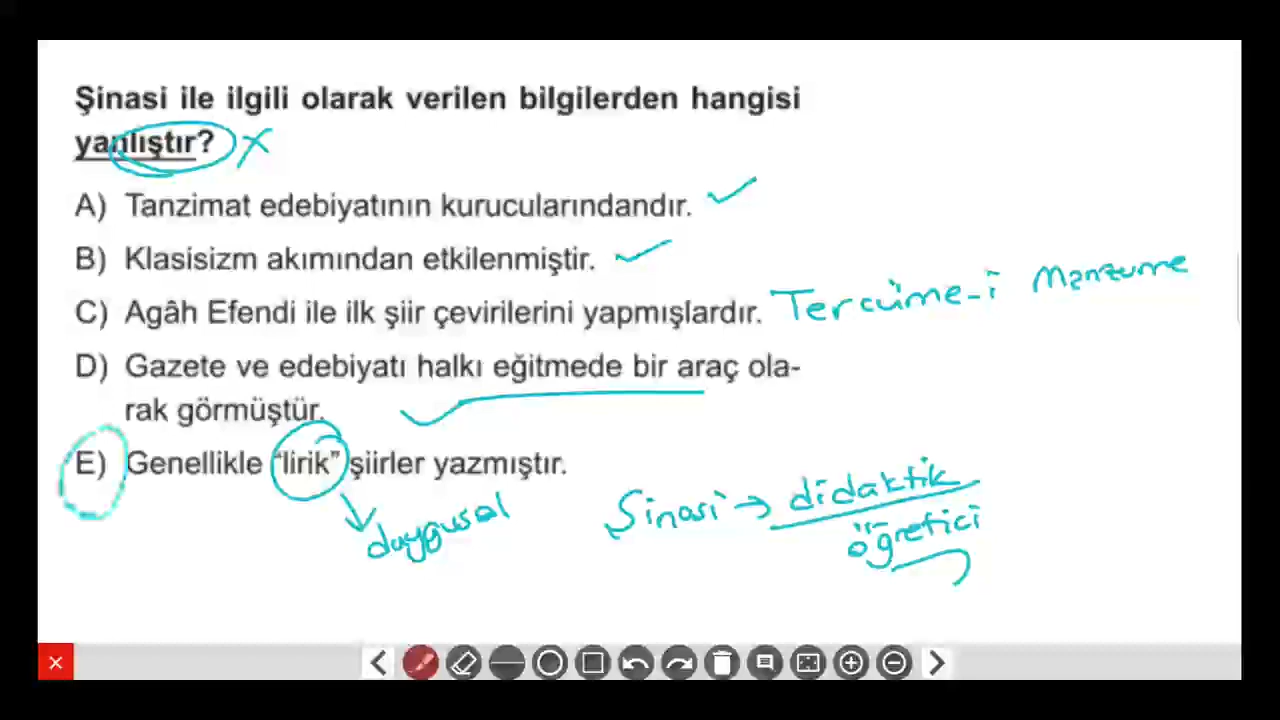 Şinasi ile ilgili olarak verilen bilgilerden hangisi
yanlıştır?
A) Tanzimat edebiyatının kurucularındandır.
B) Klasisizm akımından etkilenmiştir.
C) Agâh Efendi ile ilk şiir çevirilerini yapmışlardır. Tercüme-i Manzume
D) Gazete ve edebiyatı halkı eğitmede bir araç ola-
rak görmüştür.
E) Genellikle "lirik" şiirler yazmıştır.
duygusal
Şinasi → didaktik
öğretici